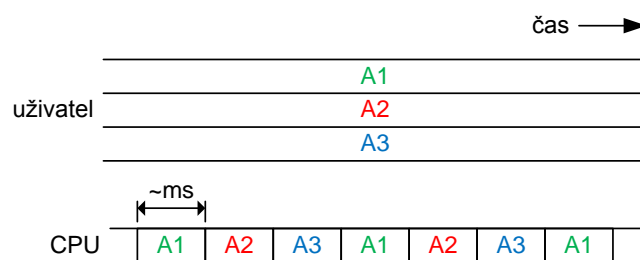 čas
A1
uživatel A2
A3
~ms
CPU A1 A2 A3 A1 A2 A3 A1